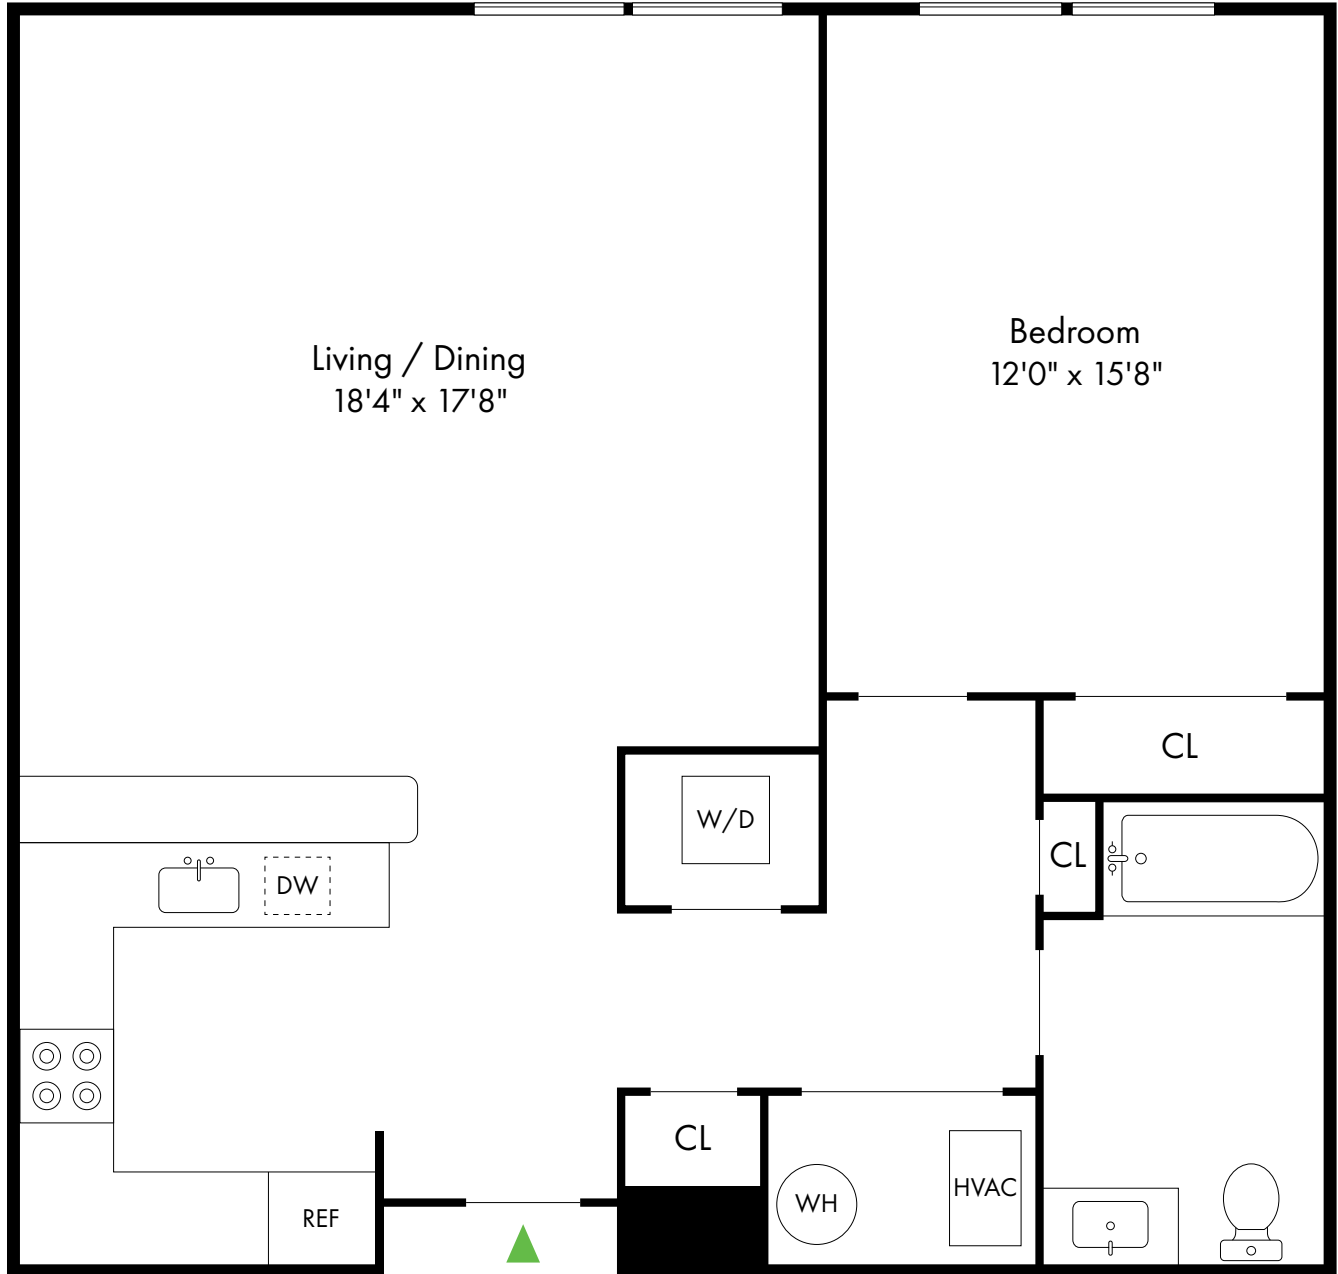 Living / Dining
18'4" x 17'8"
Bedroom
12'0" x 15'8"
CL
W/D
CL
DW
CL
WH
HVAC
REF